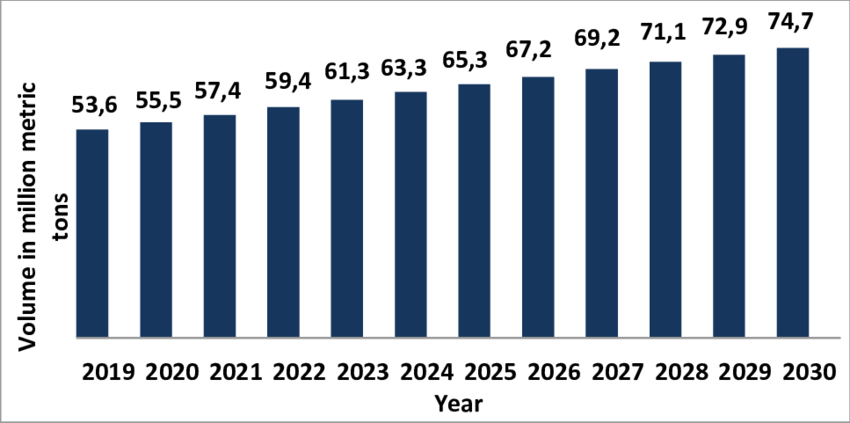 53,6 55,5 57,4 59,4 61,3 63,3 65,3 67,2 69,2 71,1 72,9 74,7
Volume in million metric
tons
2019 2020 2021 2022 2023 2024 2025 2026 2027 2028 2029 2030
Year